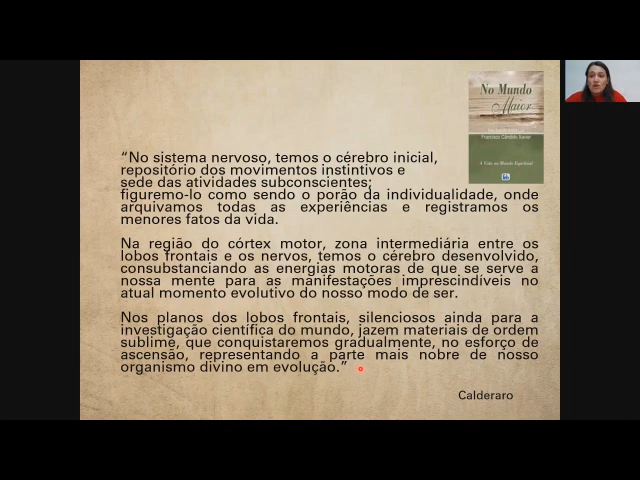 No Mundo
Maior
Francisco Cândido Xavier
A Vida no Mundo Espiritual
“No sistema nervoso, temos o cérebro inicial,
repositório dos movimentos instintivos e
sede das atividades subconscientes;
figuremo-lo como sendo o porão da individualidade, onde
arquivamos todas as experiências e registramos os
menores fatos da vida.
Na região do córtex motor, zona intermediária entre os
lobos frontais e os nervos, temos o cérebro desenvolvido,
consubstanciando as energias motoras de que se serve a
nossa mente para as manifestações imprescindíveis no
atual momento evolutivo do nosso modo de ser.
Nos planos dos lobos frontais, silenciosos ainda para a
investigação científica do mundo, jazem materiais de ordem
sublime, que conquistaremos gradualmente, no esforço de
ascensão, representando a parte mais nobre de nosso
organismo divino em evolução.”
Calderaro